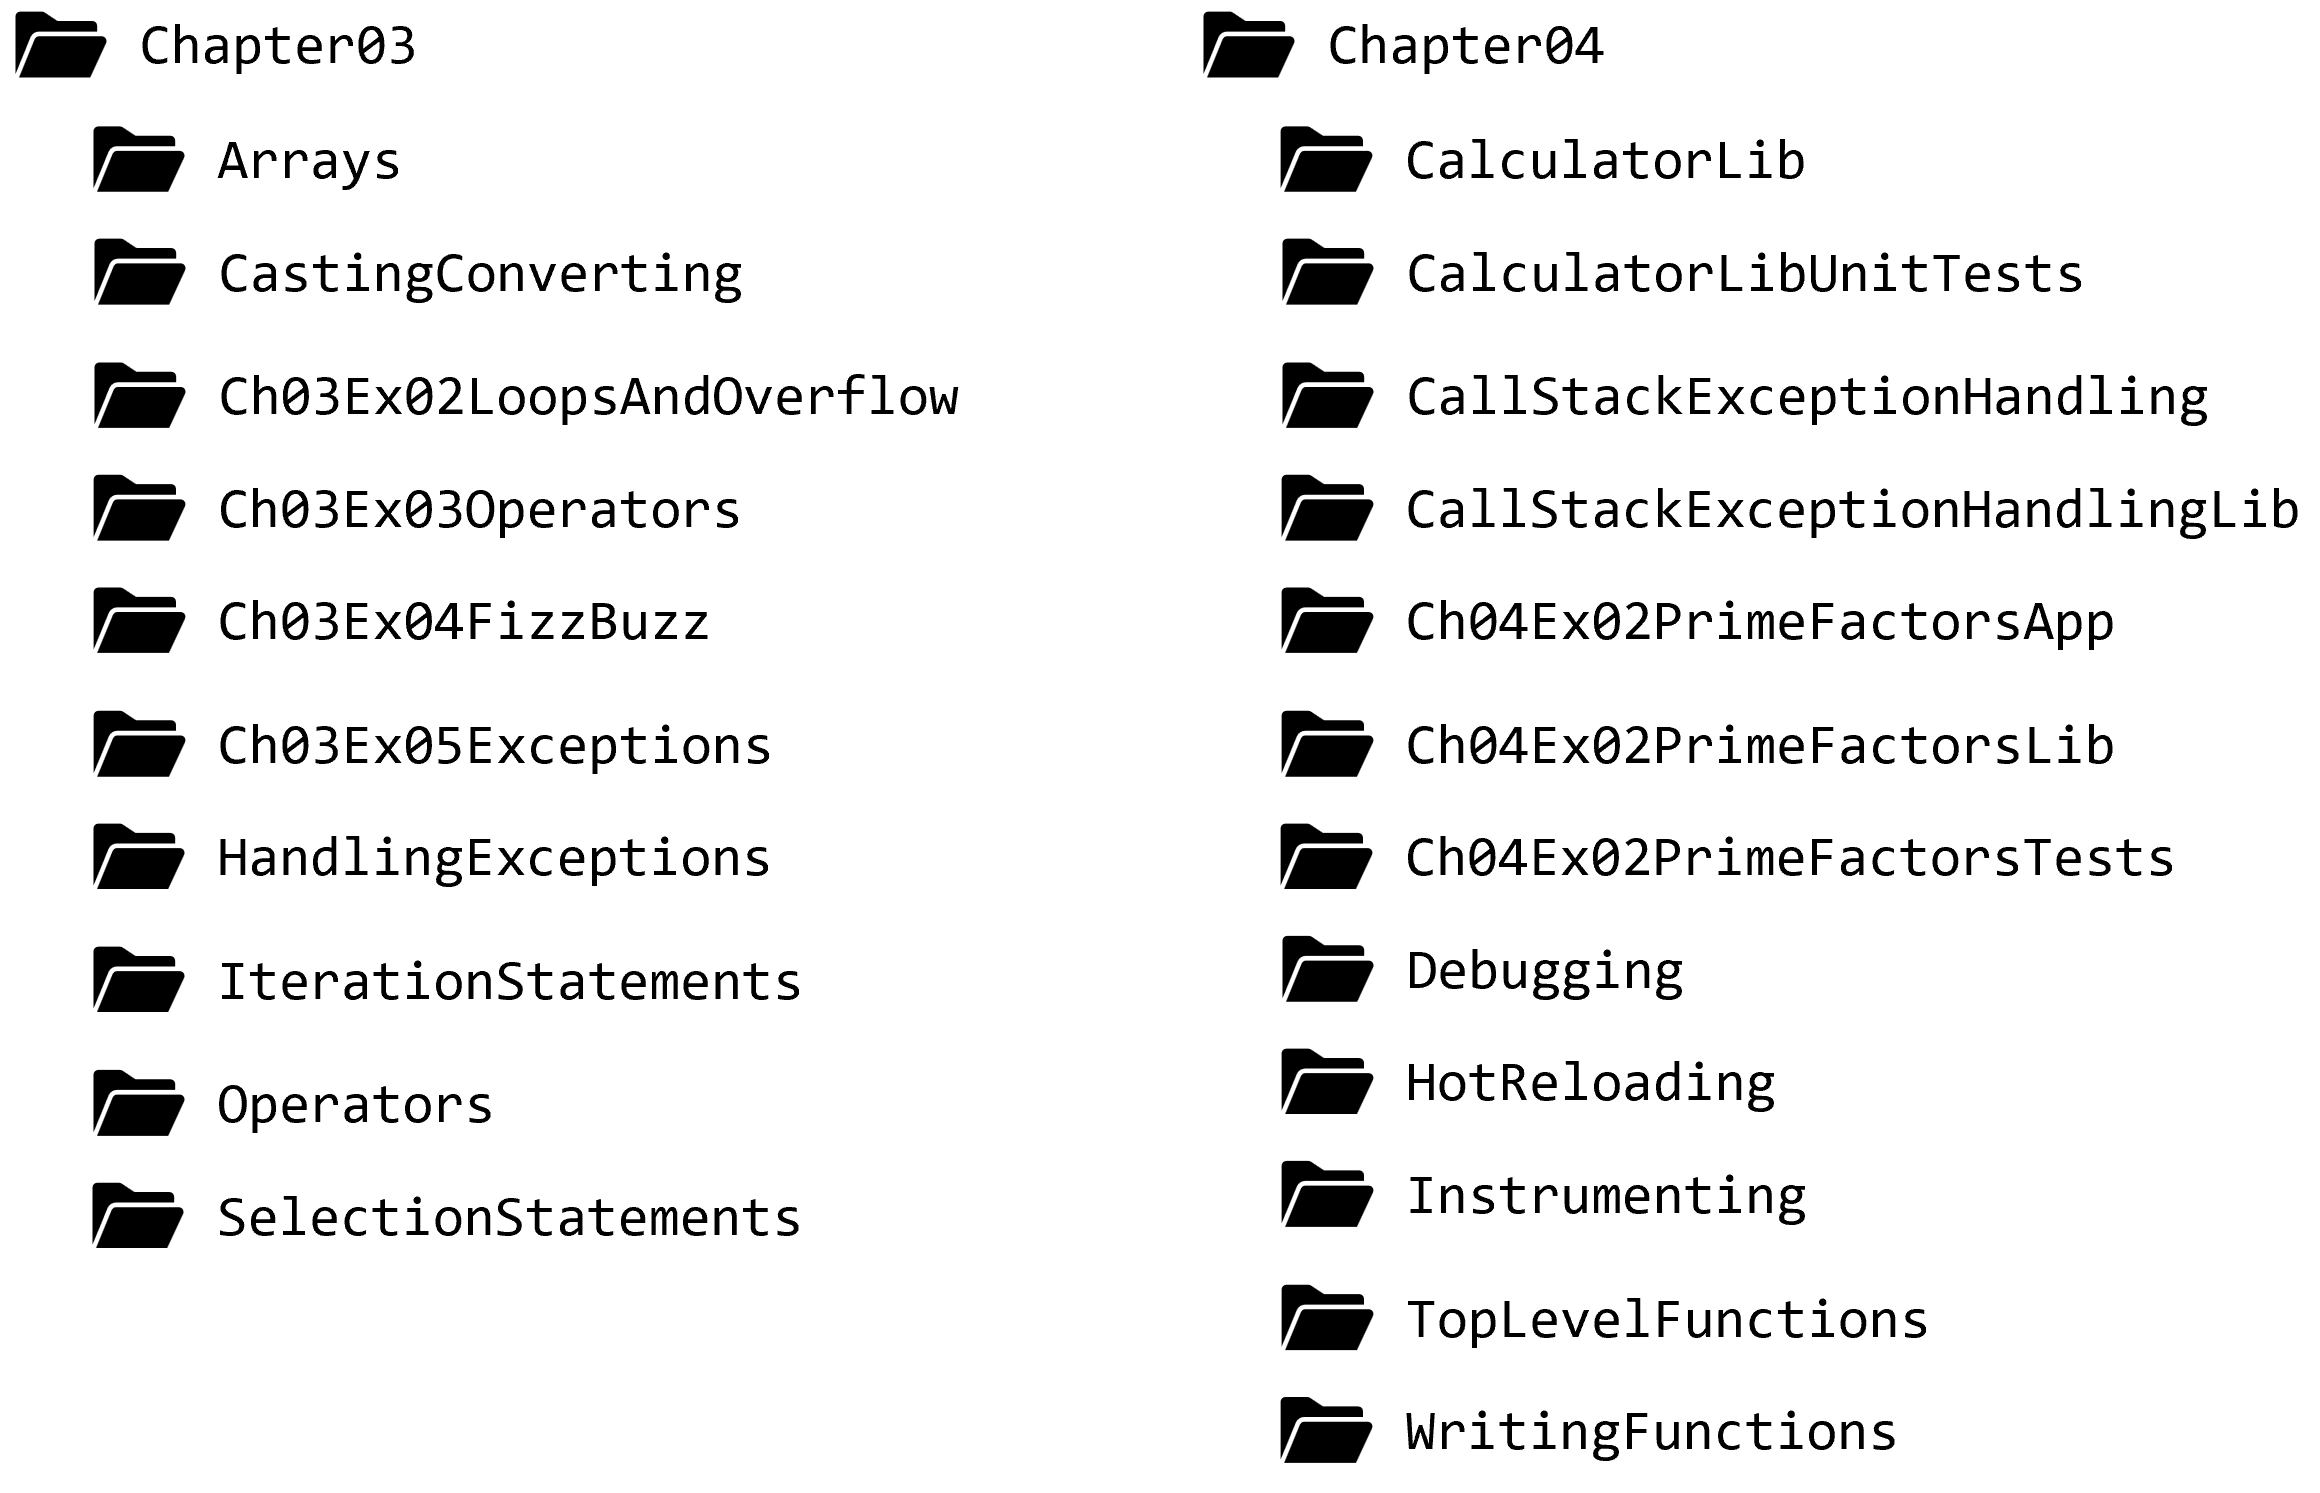 Chapter03
Arrays
CastingConverting
Ch03Ex02LoopsAndOverflow
Ch03Ex03Operators
Ch03Ex04FizzBuzz
Ch03Ex05Exceptions
HandlingExceptions
IterationStatements
Operators
SelectionStatements
Chapter04
CalculatorLib
CalculatorLibUnitTests
CallStackExceptionHandling
CallStackExceptionHandlingLib
Ch04Ex02PrimeFactorsApp
Ch04Ex02PrimeFactorsLib
Ch04Ex02PrimeFactorsTests
Debugging
HotReloading
Instrumenting
TopLevelFunctions
WritingFunctions